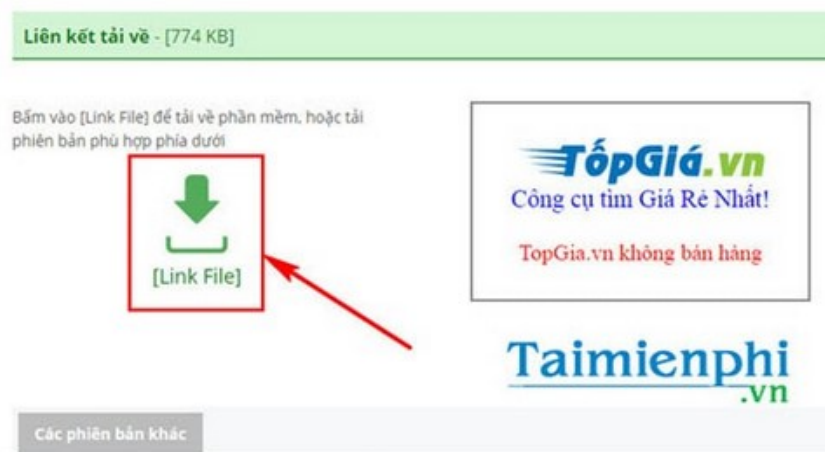 Liên kết tải về - [774 KB]
Bấm vào [Link File] để tải về phần mềm, hoặc tải
phiên bản phù hợp phía dưới
[Link File]
TốpGiá.vn
Công cụ tìm Giá Rẻ Nhất!
TopGia.vn không bán hàng
Taimienphi
.vn
Các phiên bản khác